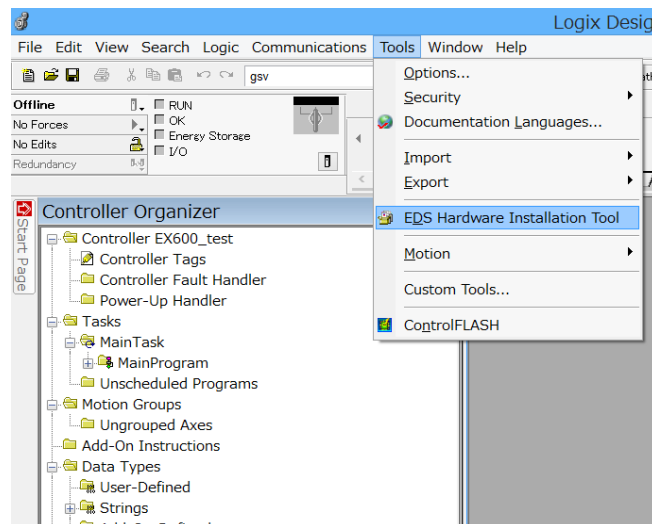 Logix Desig
File Edit View Search Logic Communications Tools Window Help
gsv
Offline
RUN
No Forces
OK
No Edits
Energy Storage
Redundancy
I/O
Options...
Security
Documentation Languages...
Import
Export
EDS Hardware Installation Tool
Motion
Custom Tools...
ControlFLASH
Start Page
Controller Organizer
Controller EX600_test
Controller Tags
Controller Fault Handler
Power-Up Handler
Tasks
MainTask
MainProgram
Unscheduled Programs
Motion Groups
Ungrouped Axes
Add-On Instructions
Data Types
User-Defined
Strings